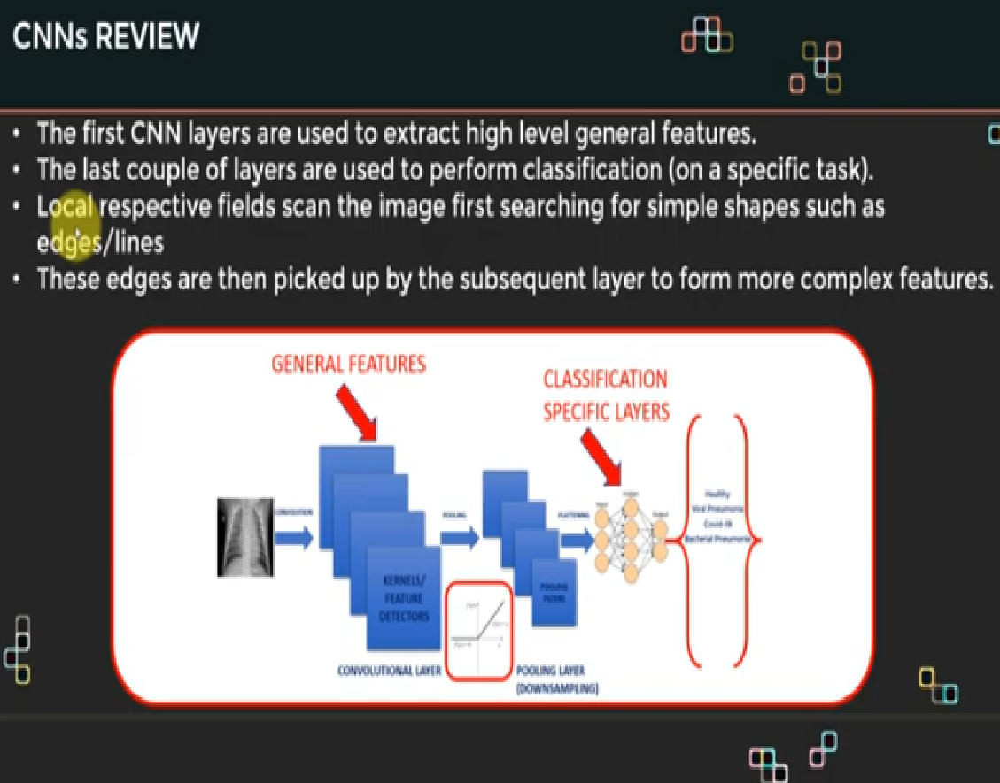 CNNs REVIEW
• The first CNN layers are used to extract high level general features.
• The last couple of layers are used to perform classification (on a specific task).
• Local respective fields scan the image first searching for simple shapes such as
edges/lines
• These edges are then picked up by the subsequent layer to form more complex features.
GENERAL FEATURES
CLASSIFICATION
SPECIFIC LAYERS
CONVOLUTION
POOLING
FLATTENING
Input
Hidden
Output
Healthy
Viral Pneumonia
Covid-19
Bacterial Pneumonia
KERNELS/
FEATURE
DETECTORS
POOLING
FILTERS
CONVOLUTIONAL LAYER
POOLING LAYER
(DOWNSAMPLING)